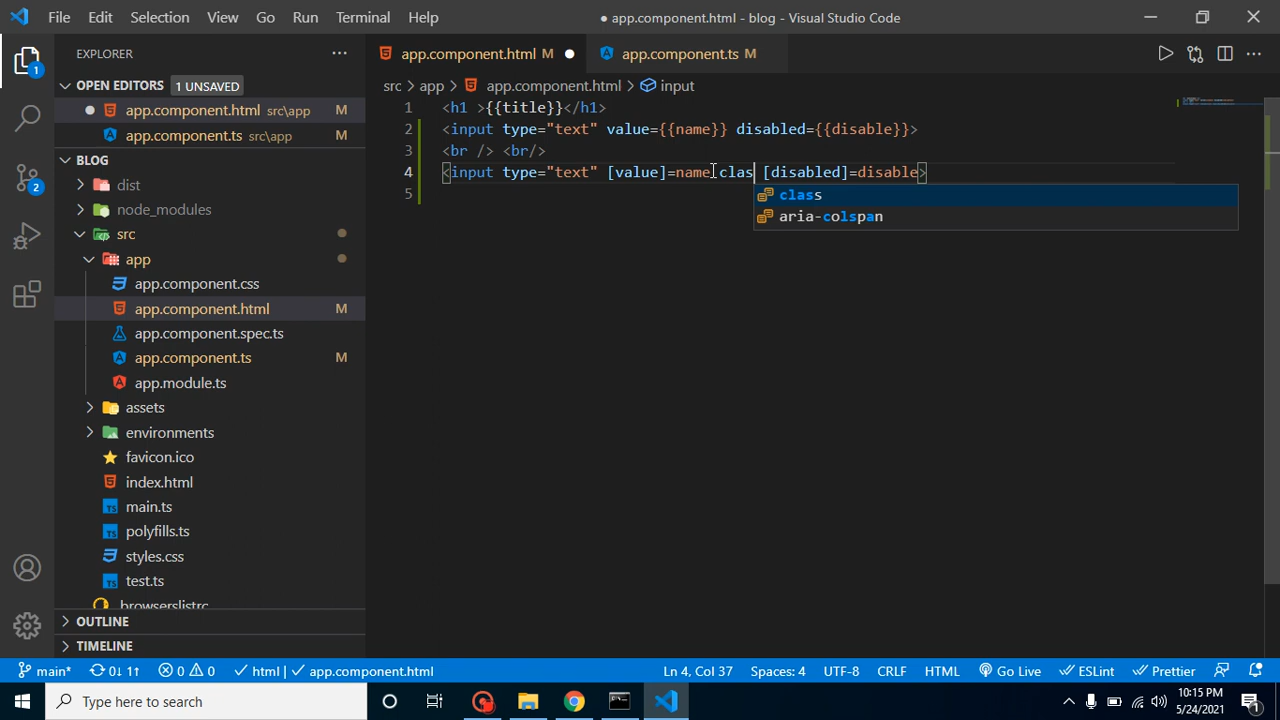 File Edit Selection View Go Run Terminal Help
● app.component.html - blog - Visual Studio Code
EXPLORER
OPEN EDITORS 1 UNSAVED
app.component.html src\app M
app.component.ts src\app M
BLOG
dist
node_modules
src
app
app.component.css
app.component.html M
app.component.spec.ts
app.component.ts M
app.module.ts
assets
environments
favicon.ico
index.html
main.ts
polyfills.ts
styles.css
test.ts
.browserslistrc
OUTLINE
TIMELINE
1
2
app.component.html M
app.component.ts M
src > app > app.component.html > input
1 <h1 >{{title}}</h1>
2 <input type="text" value={{name}} disabled={{disable}}>
3 <br /> <br/>
4 <input type="text" [value]=name clas [disabled]=disable>
5
class
aria-colspan
main* 0↓ 1↑ 0 0 html | app.component.html
Ln 4, Col 37 Spaces: 4 UTF-8 CRLF HTML Go Live ESLint Prettier
Type here to search
10:15 PM
5/24/2021
1